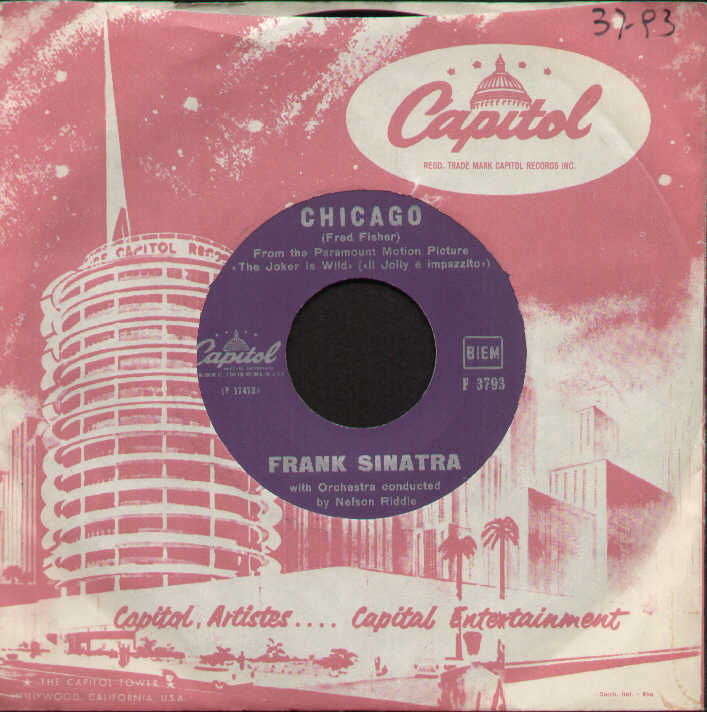 37-93
Capitol
REGD. TRADE MARK CAPITOL RECORDS INC.
CAPITOL RECO
CHICAGO
(Fred Fisher)
From the Paramount Motion Picture
«The Joker is Wild» («Il Jolly è impazzito»)
Capitol
BIEM
F 3793
FRANK SINATRA
with Orchestra conducted
by Nelson Riddle
Capitol, Artistes.... Capital Entertainment
THE CAPITOL TOWER
HOLLYWOOD, CALIFORNIA U.S.A.